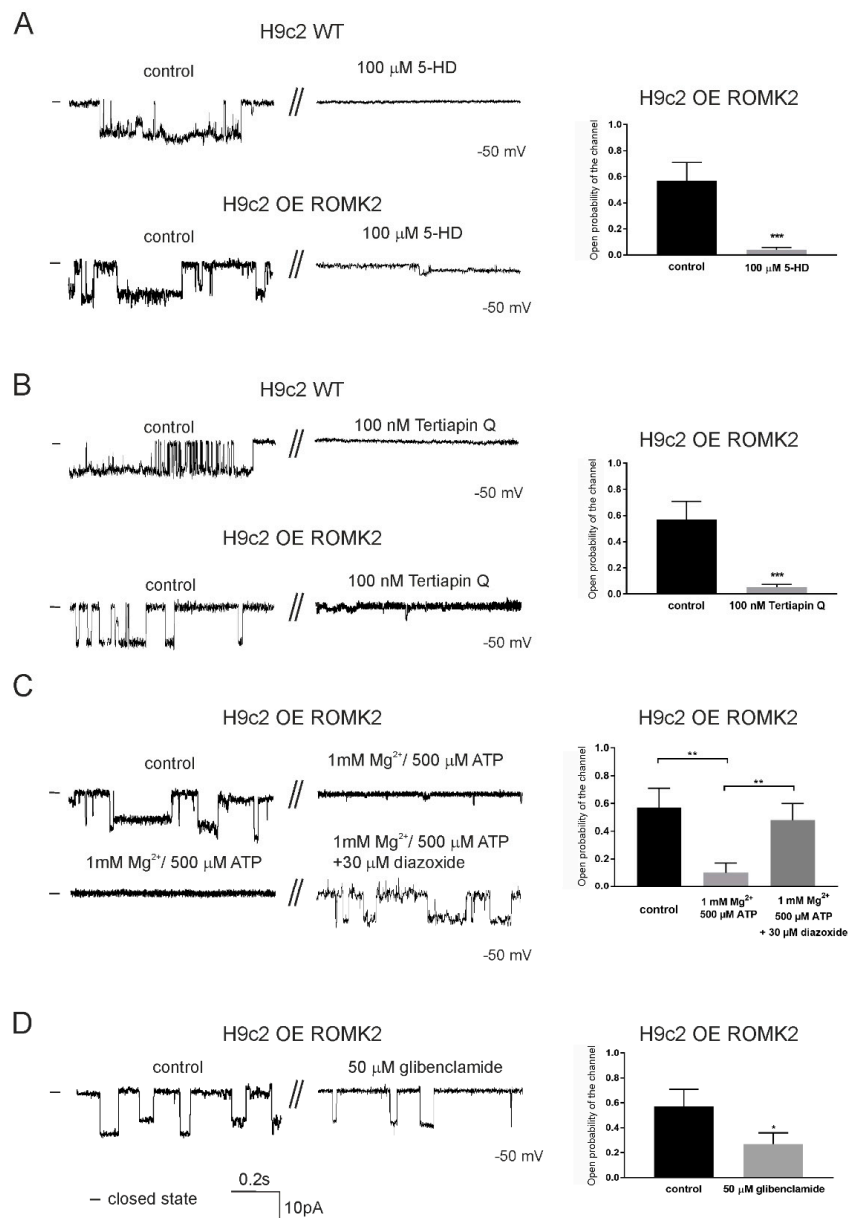 A
H9c2 WT
control
100 µM 5-HD
-50 mV
H9c2 OE ROMK2
control
100 µM 5-HD
-50 mV
H9c2 OE ROMK2
Open probability of the channel
1.0
0.8
0.6
0.4
0.2
0.0
***
control
100 µM 5-HD
B
H9c2 WT
control
100 nM Tertiapin Q
-50 mV
H9c2 OE ROMK2
control
100 nM Tertiapin Q
-50 mV
H9c2 OE ROMK2
Open probability of the channel
1.0
0.8
0.6
0.4
0.2
0.0
***
control
100 nM Tertiapin Q
C
H9c2 OE ROMK2
control
1mM Mg²⁺/ 500 µM ATP
1mM Mg²⁺/ 500 µM ATP
1mM Mg²⁺/ 500 µM ATP
+30 µM diazoxide
-50 mV
H9c2 OE ROMK2
Open probability of the channel
1.0
0.8
0.6
0.4
0.2
0.0
**
**
control
1 mM Mg²⁺
500 µM ATP
1 mM Mg²⁺
500 µM ATP
+ 30 µM diazoxide
D
H9c2 OE ROMK2
control
50 µM glibenclamide
-50 mV
0.2s
10pA
– closed state
H9c2 OE ROMK2
Open probability of the channel
1.0
0.8
0.6
0.4
0.2
0.0
*
control
50 µM glibenclamide